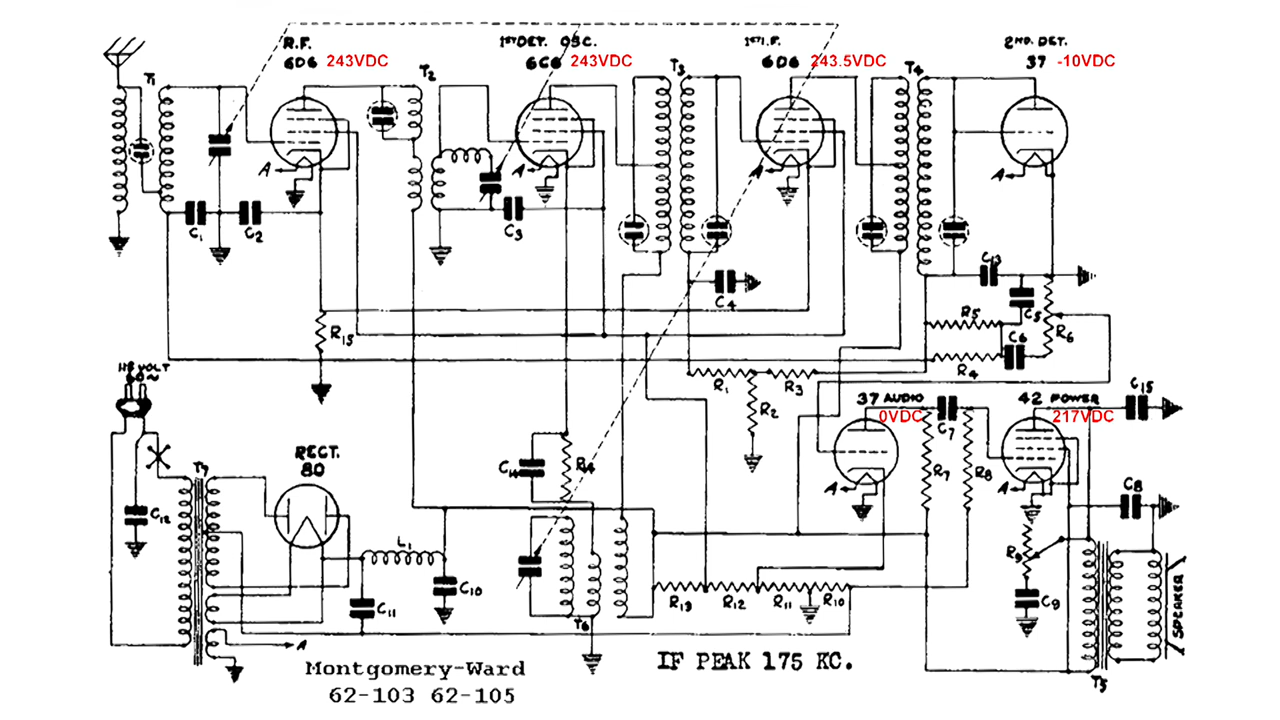 R.F.
6D6 243VDC
1ST DET. OSC.
6C6 243VDC
1ST I.F.
6D6 243.5VDC
2ND. DET.
37 -10VDC
T1
T2
T3
T4
A
A
A
A
C1
C2
C3
C4
C13
C5
R5
C6
R6
R4
R15
R1
R3
R2
115 VOLT
60~
37 AUDIO
0VDC
C7
42 POWER
217VDC
C15
RECT.
80
T7
C14
R14
R7
R8
A
A
C8
C12
L1
R9
C10
C11
R13
R12
R11
R10
C9
T6
SPEAKER
A
T5
Montgomery-Ward
62-103 62-105
IF PEAK 175 KC.